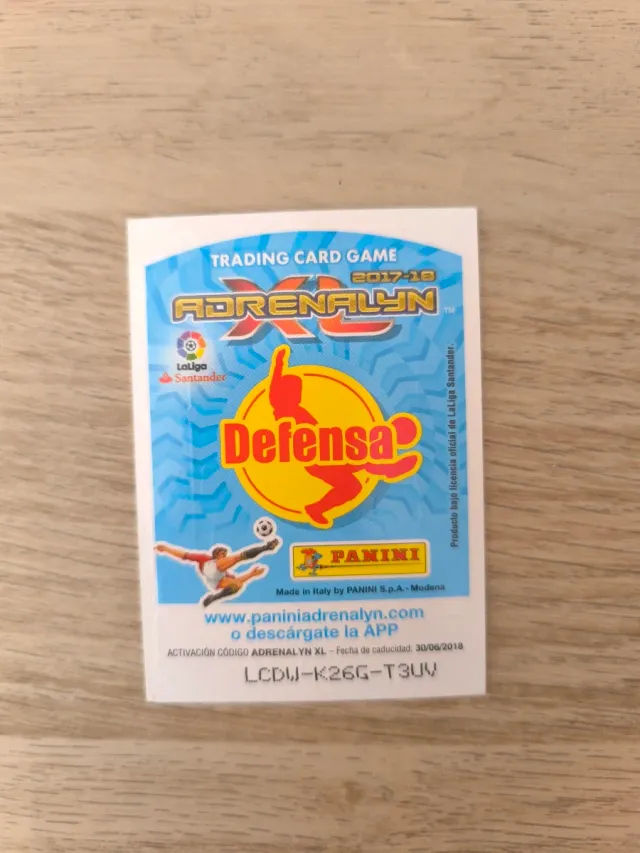 TRADING CARD GAME
2017-18
ADRENALYN XL™
LaLiga
Santander
Defensa
Producto bajo licencia oficial de LaLiga Santander.
PANINI
Made in Italy by PANINI S.p.A. - Modena
www.paniniadrenalyn.com
o descárgate la APP
ACTIVACIÓN CÓDIGO ADRENALYN XL – Fecha de caducidad: 30/06/2018
LCDW-K26G-T3UV